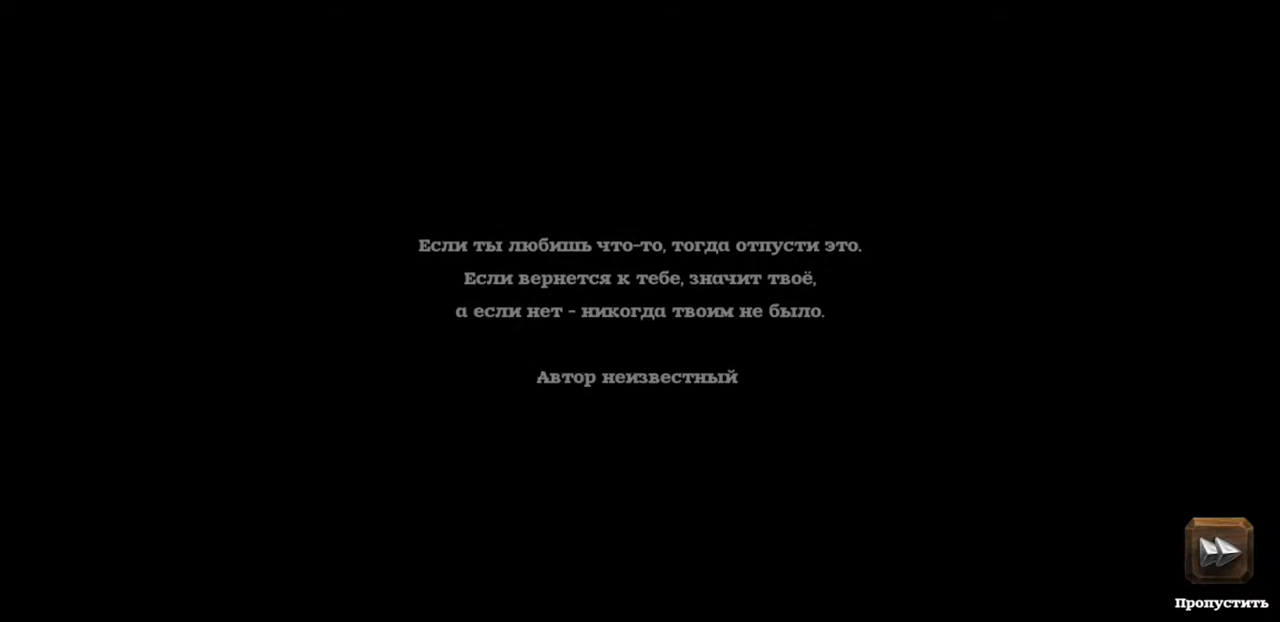 Если ты любишь что-то, тогда отпусти это.
Если вернется к тебе, значит твоё,
а если нет - никогда твоим не было.
Автор неизвестный
Пропустить